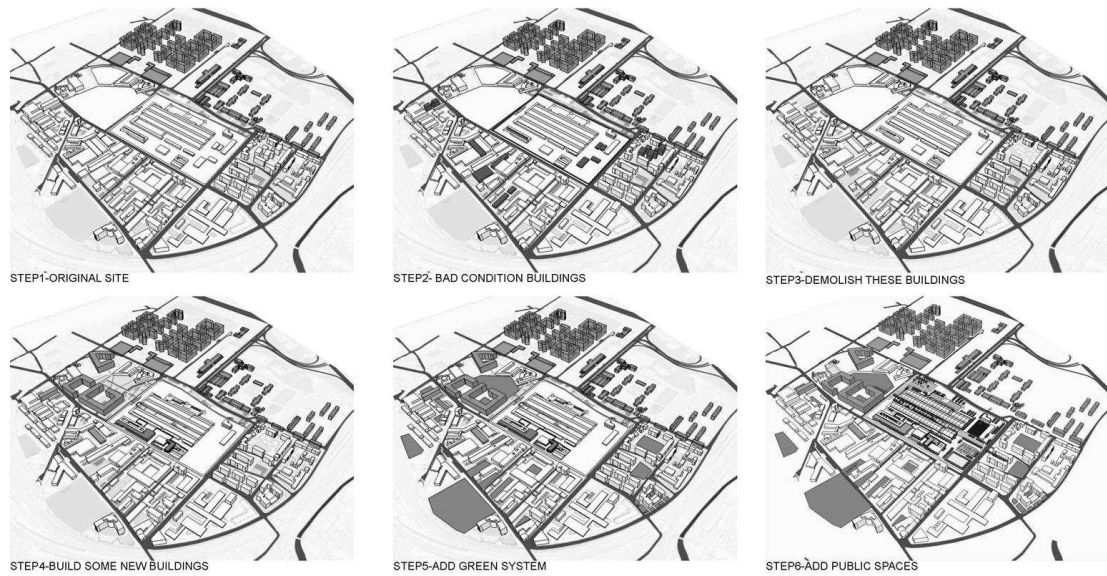 STEP1-ORIGINAL SITE
STEP2- BAD CONDITION BUILDINGS
STEP3-DEMOLISH THESE BUILDINGS
STEP4-BUILD SOME NEW BUILDINGS
STEP5-ADD GREEN SYSTEM
STEP6-ADD PUBLIC SPACES